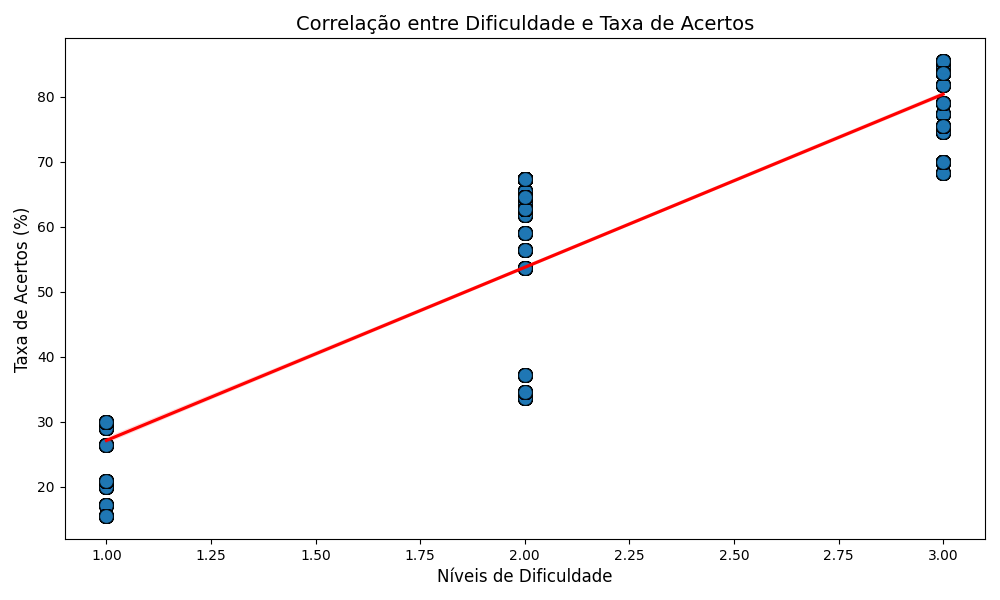 Correlação entre Dificuldade e Taxa de Acertos
Taxa de Acertos (%)
80
70
60
50
40
30
20
1.00 1.25 1.50 1.75 2.00 2.25 2.50 2.75 3.00
Níveis de Dificuldade